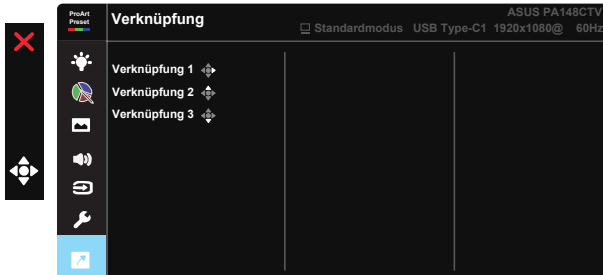 ProArt
Preset
Verknüpfung
ASUS PA148CTV
Standardmodus USB Type-C1 1920x1080@ 60Hz
Verknüpfung 1
Verknüpfung 2
Verknüpfung 3